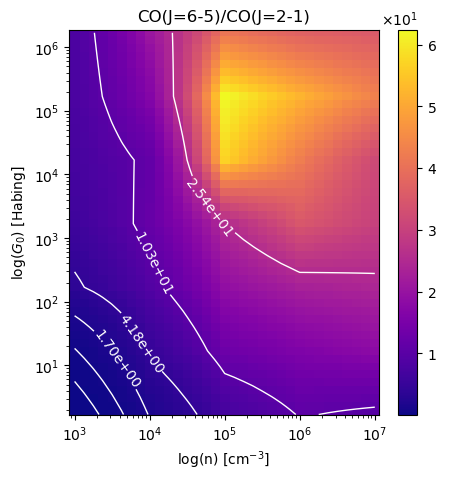 CO(J=6-5)/CO(J=2-1)
×10¹
10⁶
10⁵
10⁴
10³
10²
10¹
log(G₀) [Habing]
2.54e+01
1.03e+01
4.18e+00
1.70e+00
6
5
4
3
2
1
10³ 10⁴ 10⁵ 10⁶ 10⁷
log(n) [cm⁻³]